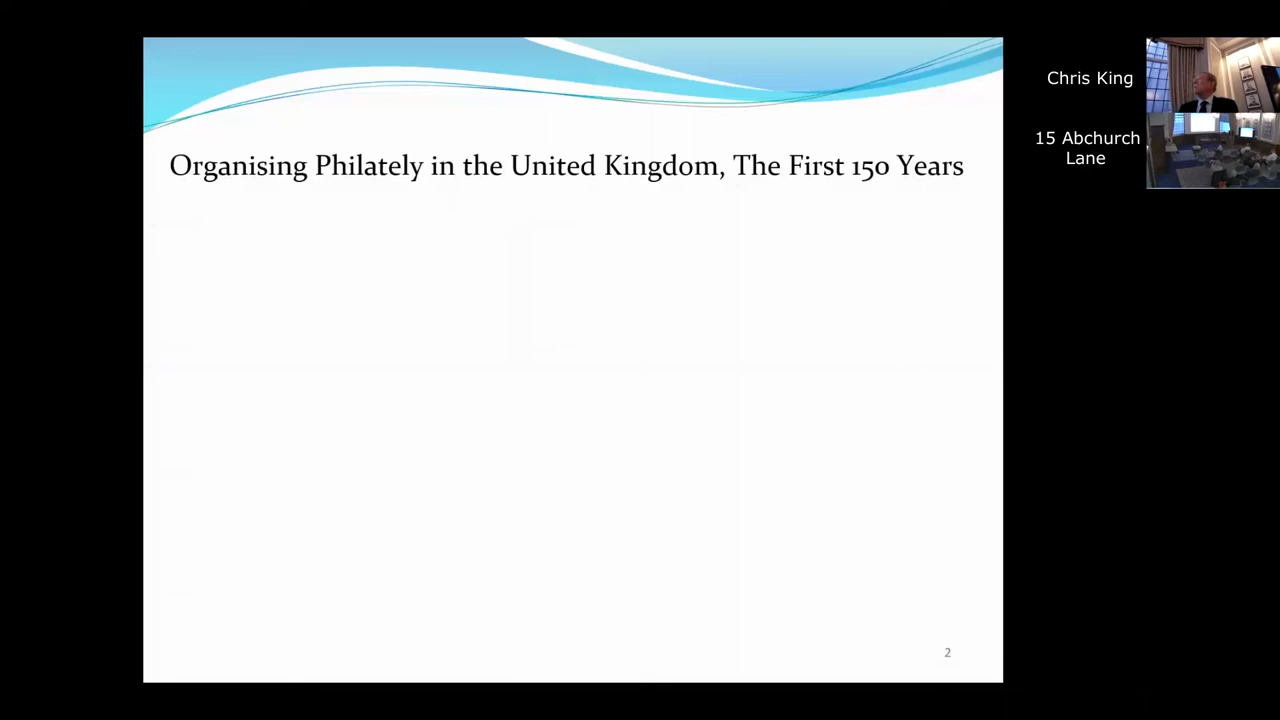 Organising Philately in the United Kingdom, The First 150 Years
2
Chris King
15 Abchurch
Lane